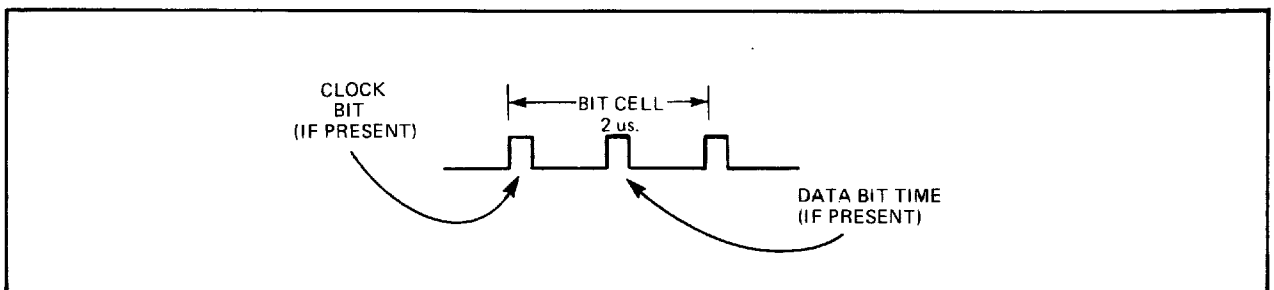 CLOCK
BIT
(IF PRESENT)
BIT CELL
2 us.
DATA BIT TIME
(IF PRESENT)